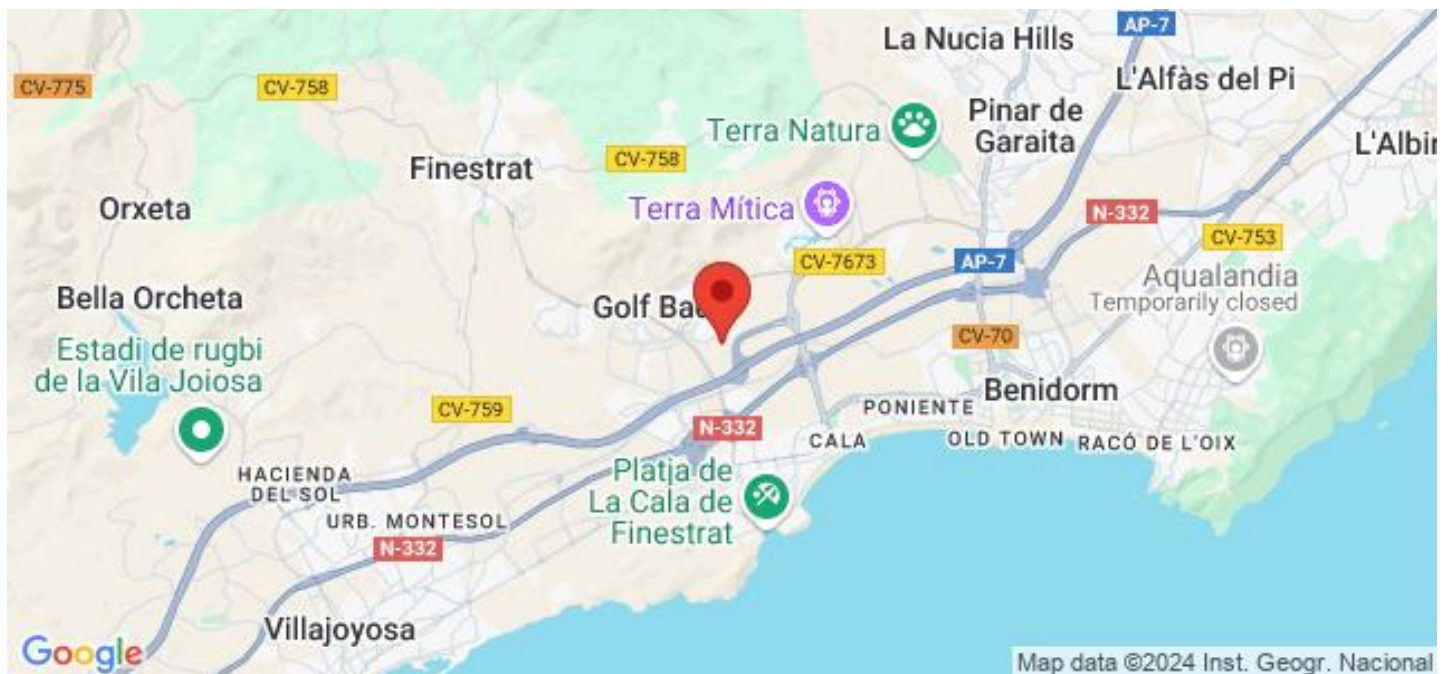 AP-7
La Nucia Hills
CV-775
CV-758
L'Alfàs del Pi
Terra Natura
Pinar de
Garaita
CV-758
Finestrat
L'Albir
Orxeta
Terra Mítica
N-332
CV-753
CV-7673
AP-7
Aqualandia
Temporarily closed
Bella Orcheta
Golf
Estadi de rugbi
de la Vila Joiosa
CV-70
Benidorm
CV-759
PONIENTE
N-332
CALA
OLD TOWN
RACÓ DE L'OIX
HACIENDA
DEL SOL
Platja de
La Cala de
Finestrat
URB. MONTESOL
N-332
Villajoyosa
Google
Map data ©2024 Inst. Geogr. Nacional